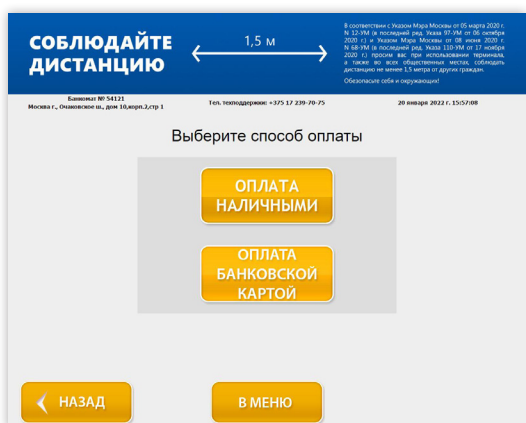 СОБЛЮДАЙТЕ
ДИСТАНЦИЮ
1,5 м
В соответствии с Указом Мэра Москвы от 05 марта 2020 г.
N 12-УМ (в последней ред. Указа 97-УМ от 06 октября
2020 г.) и Указом Мэра Москвы от 08 июня 2020 г.
N 68-УМ (в последней ред. Указа 110-УМ от 17 ноября
2020 г.) просим вас при использовании терминала,
а также во всех общественных местах, соблюдать
дистанцию не менее 1,5 метра от других граждан.
Обезопасьте себя и окружающих!
Банкомат № 54121
Москва г., Очаковское ш., дом 10,корп.2,стр 1
Тел. техподдержки: +375 17 239-70-75
20 января 2022 г. 15:57:08
Выберите способ оплаты
ОПЛАТА
НАЛИЧНЫМИ
ОПЛАТА
БАНКОВСКОЙ
КАРТОЙ
НАЗАД
В МЕНЮ